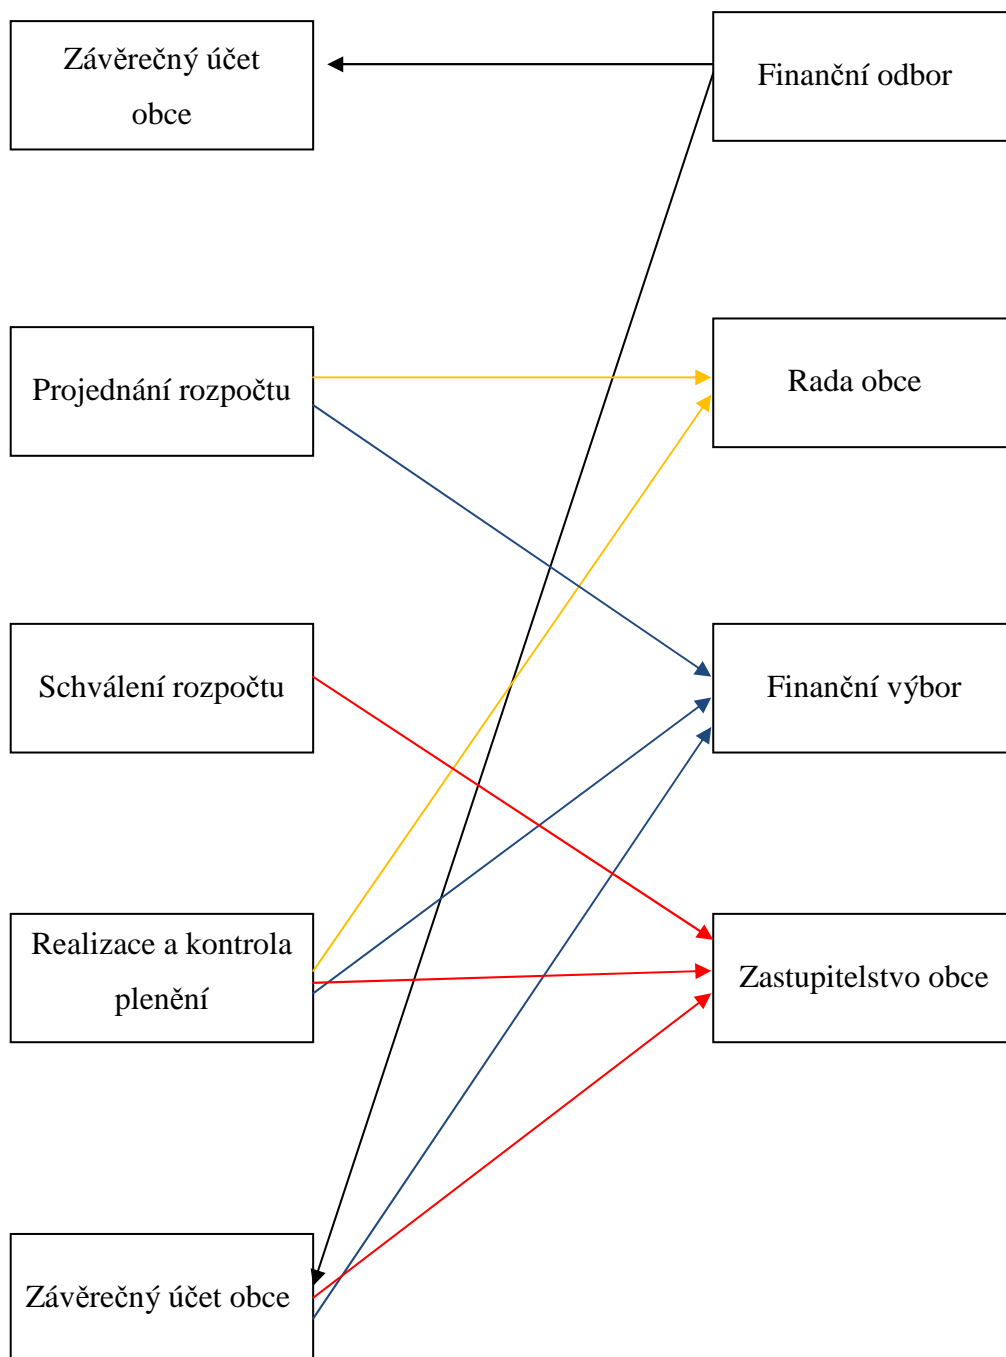 Závěrečný účet
obce
Finanční odbor
Projednání rozpočtu
Rada obce
Schválení rozpočtu
Finanční výbor
Realizace a kontrola
plenění
Zastupitelstvo obce
Závěrečný účet obce